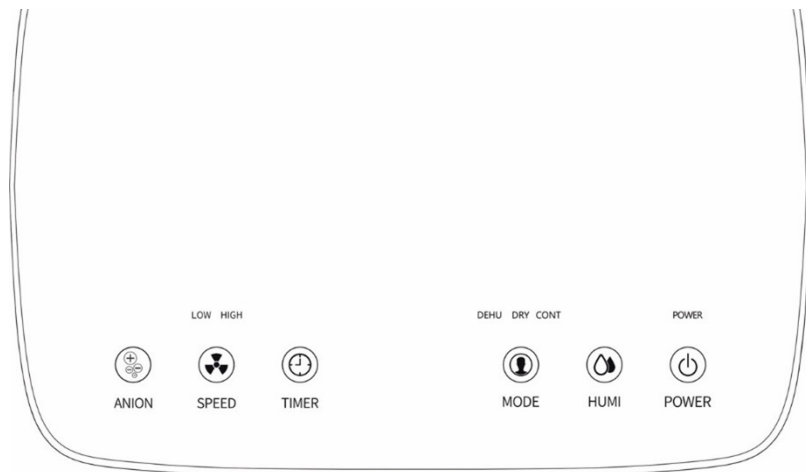 LOW HIGH DEHU DRY CONT POWER
ANION SPEED TIMER MODE HUMI POWER